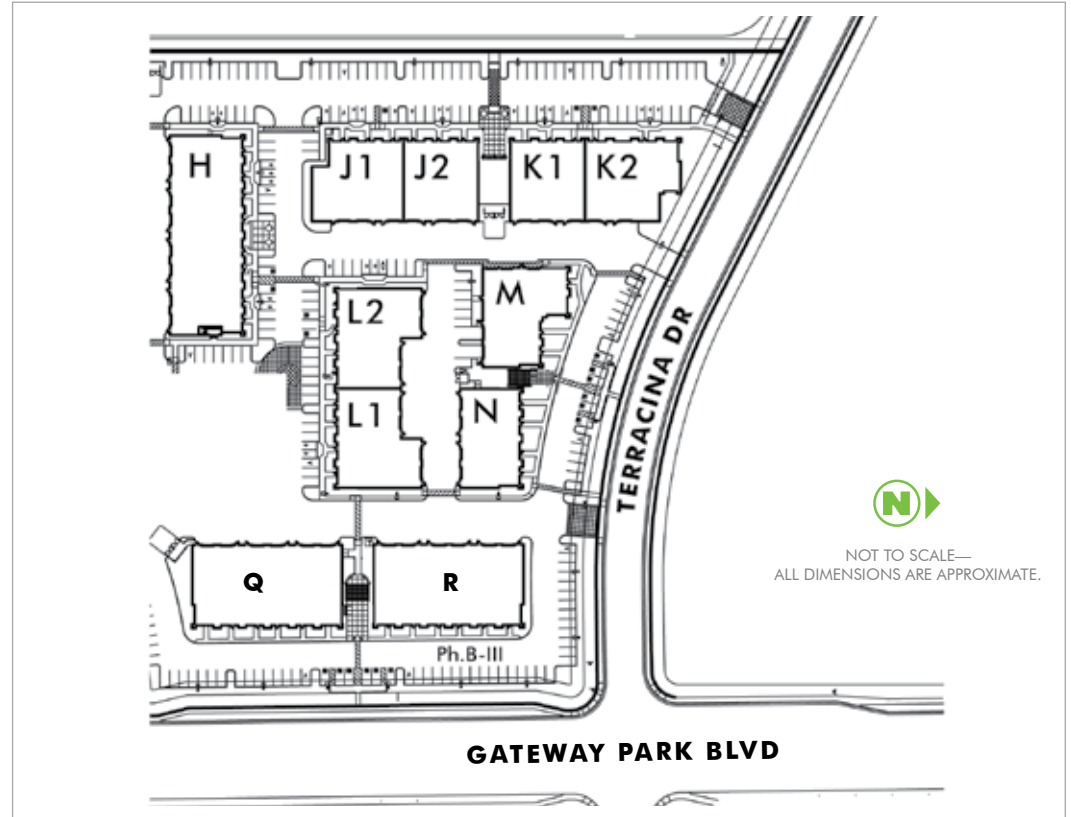 H
J1
J2
K1
K2
L2
M
L1
N
TERRACINA DR
N
NOT TO SCALE—
ALL DIMENSIONS ARE APPROXIMATE.
Q
R
Ph.B-III
GATEWAY PARK BLVD